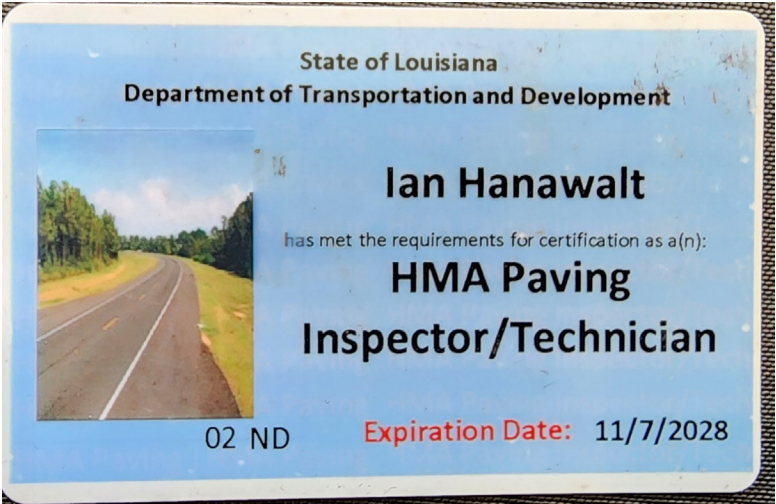 State of Louisiana
Department of Transportation and Development
Ian Hanawalt
has met the requirements for certification as a(n):
HMA Paving
Inspector/Technician
02 ND
Expiration Date: 11/7/2028